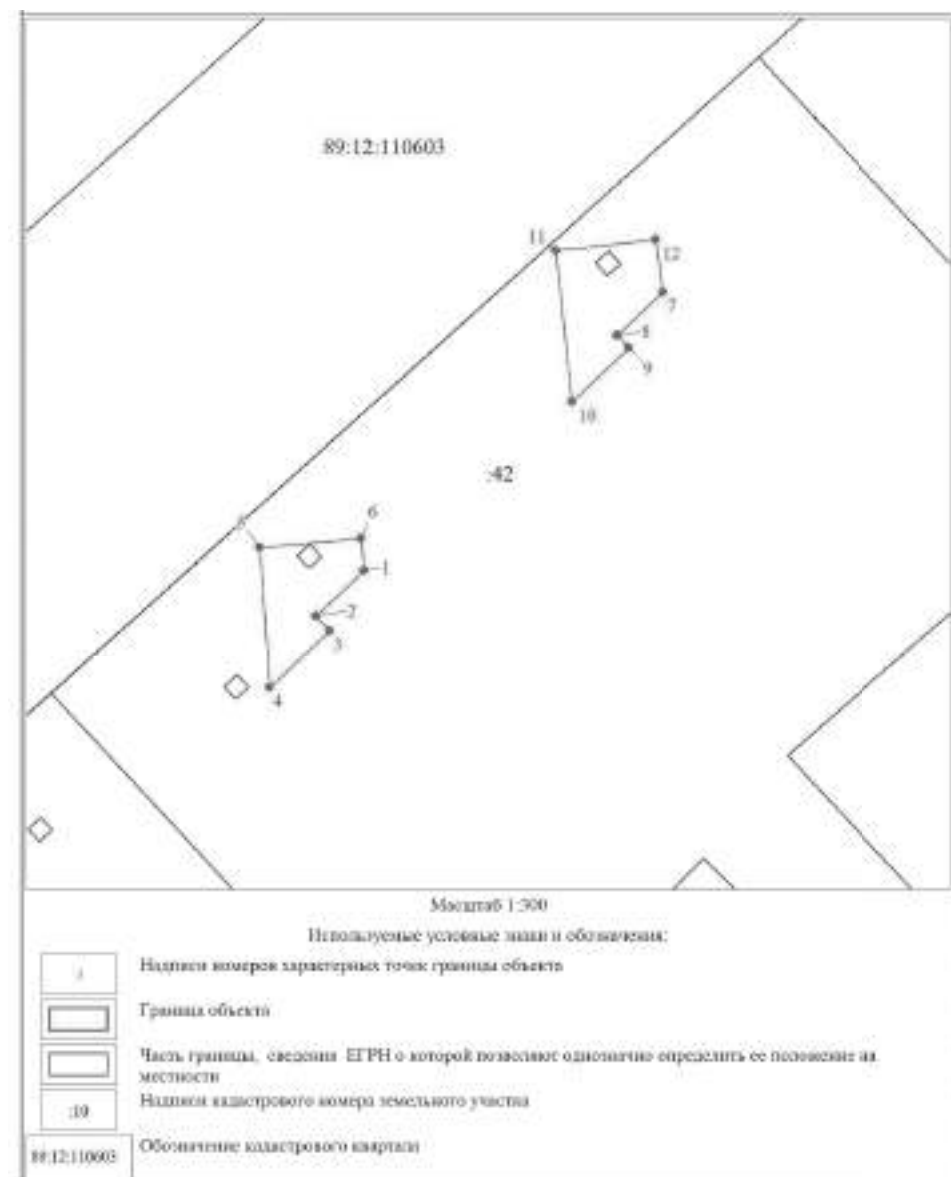 89:12:110603
11
12
7
8
9
10
:42
5
6
1
2
3
4
Масштаб 1:300
Используемые условные знаки и обозначения:
1
Надписи номеров характерных точек границы объекта
Граница объекта
Часть границы, сведения ЕГРН о которой позволяют однозначно определить ее положение на
местности
:10
Надписи кадастрового номера земельного участка
89:12:110603
Обозначение кадастрового квартала